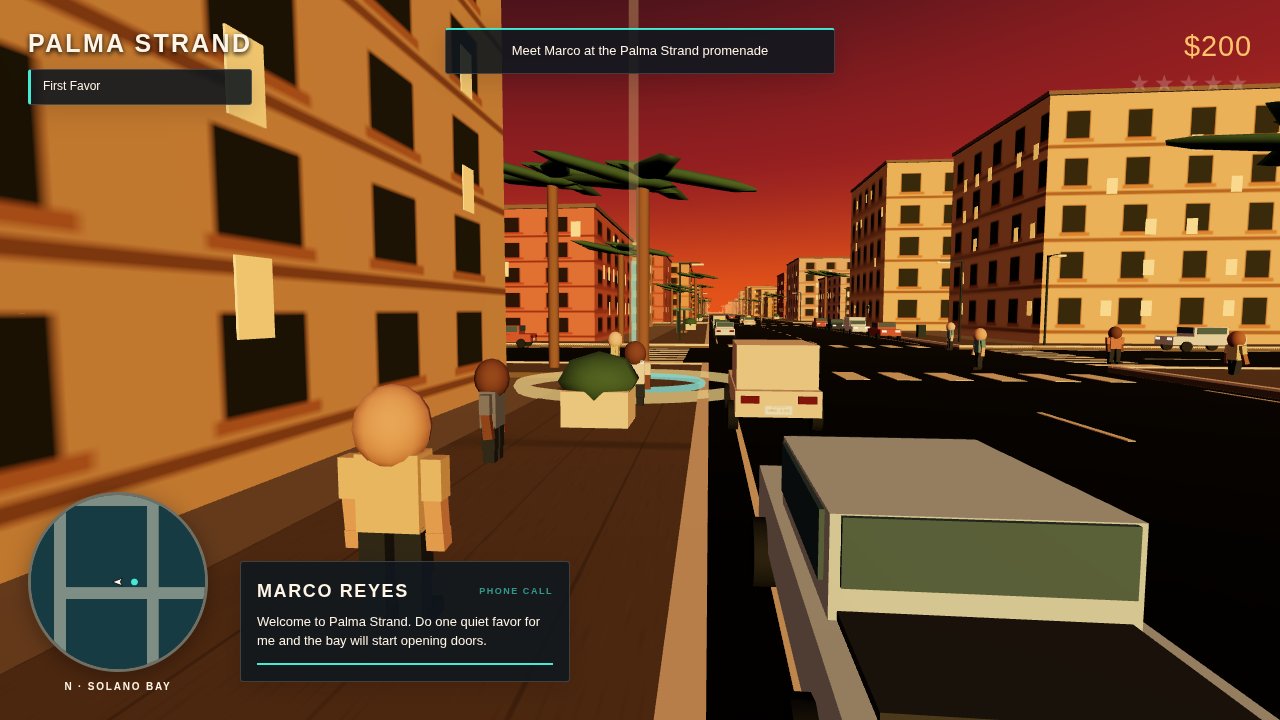 PALMA STRAND
First Favor
Meet Marco at the Palma Strand promenade
$200
MARCO REYES
PHONE CALL
Welcome to Palma Strand. Do one quiet favor for
me and the bay will start opening doors.
N · SOLANO BAY